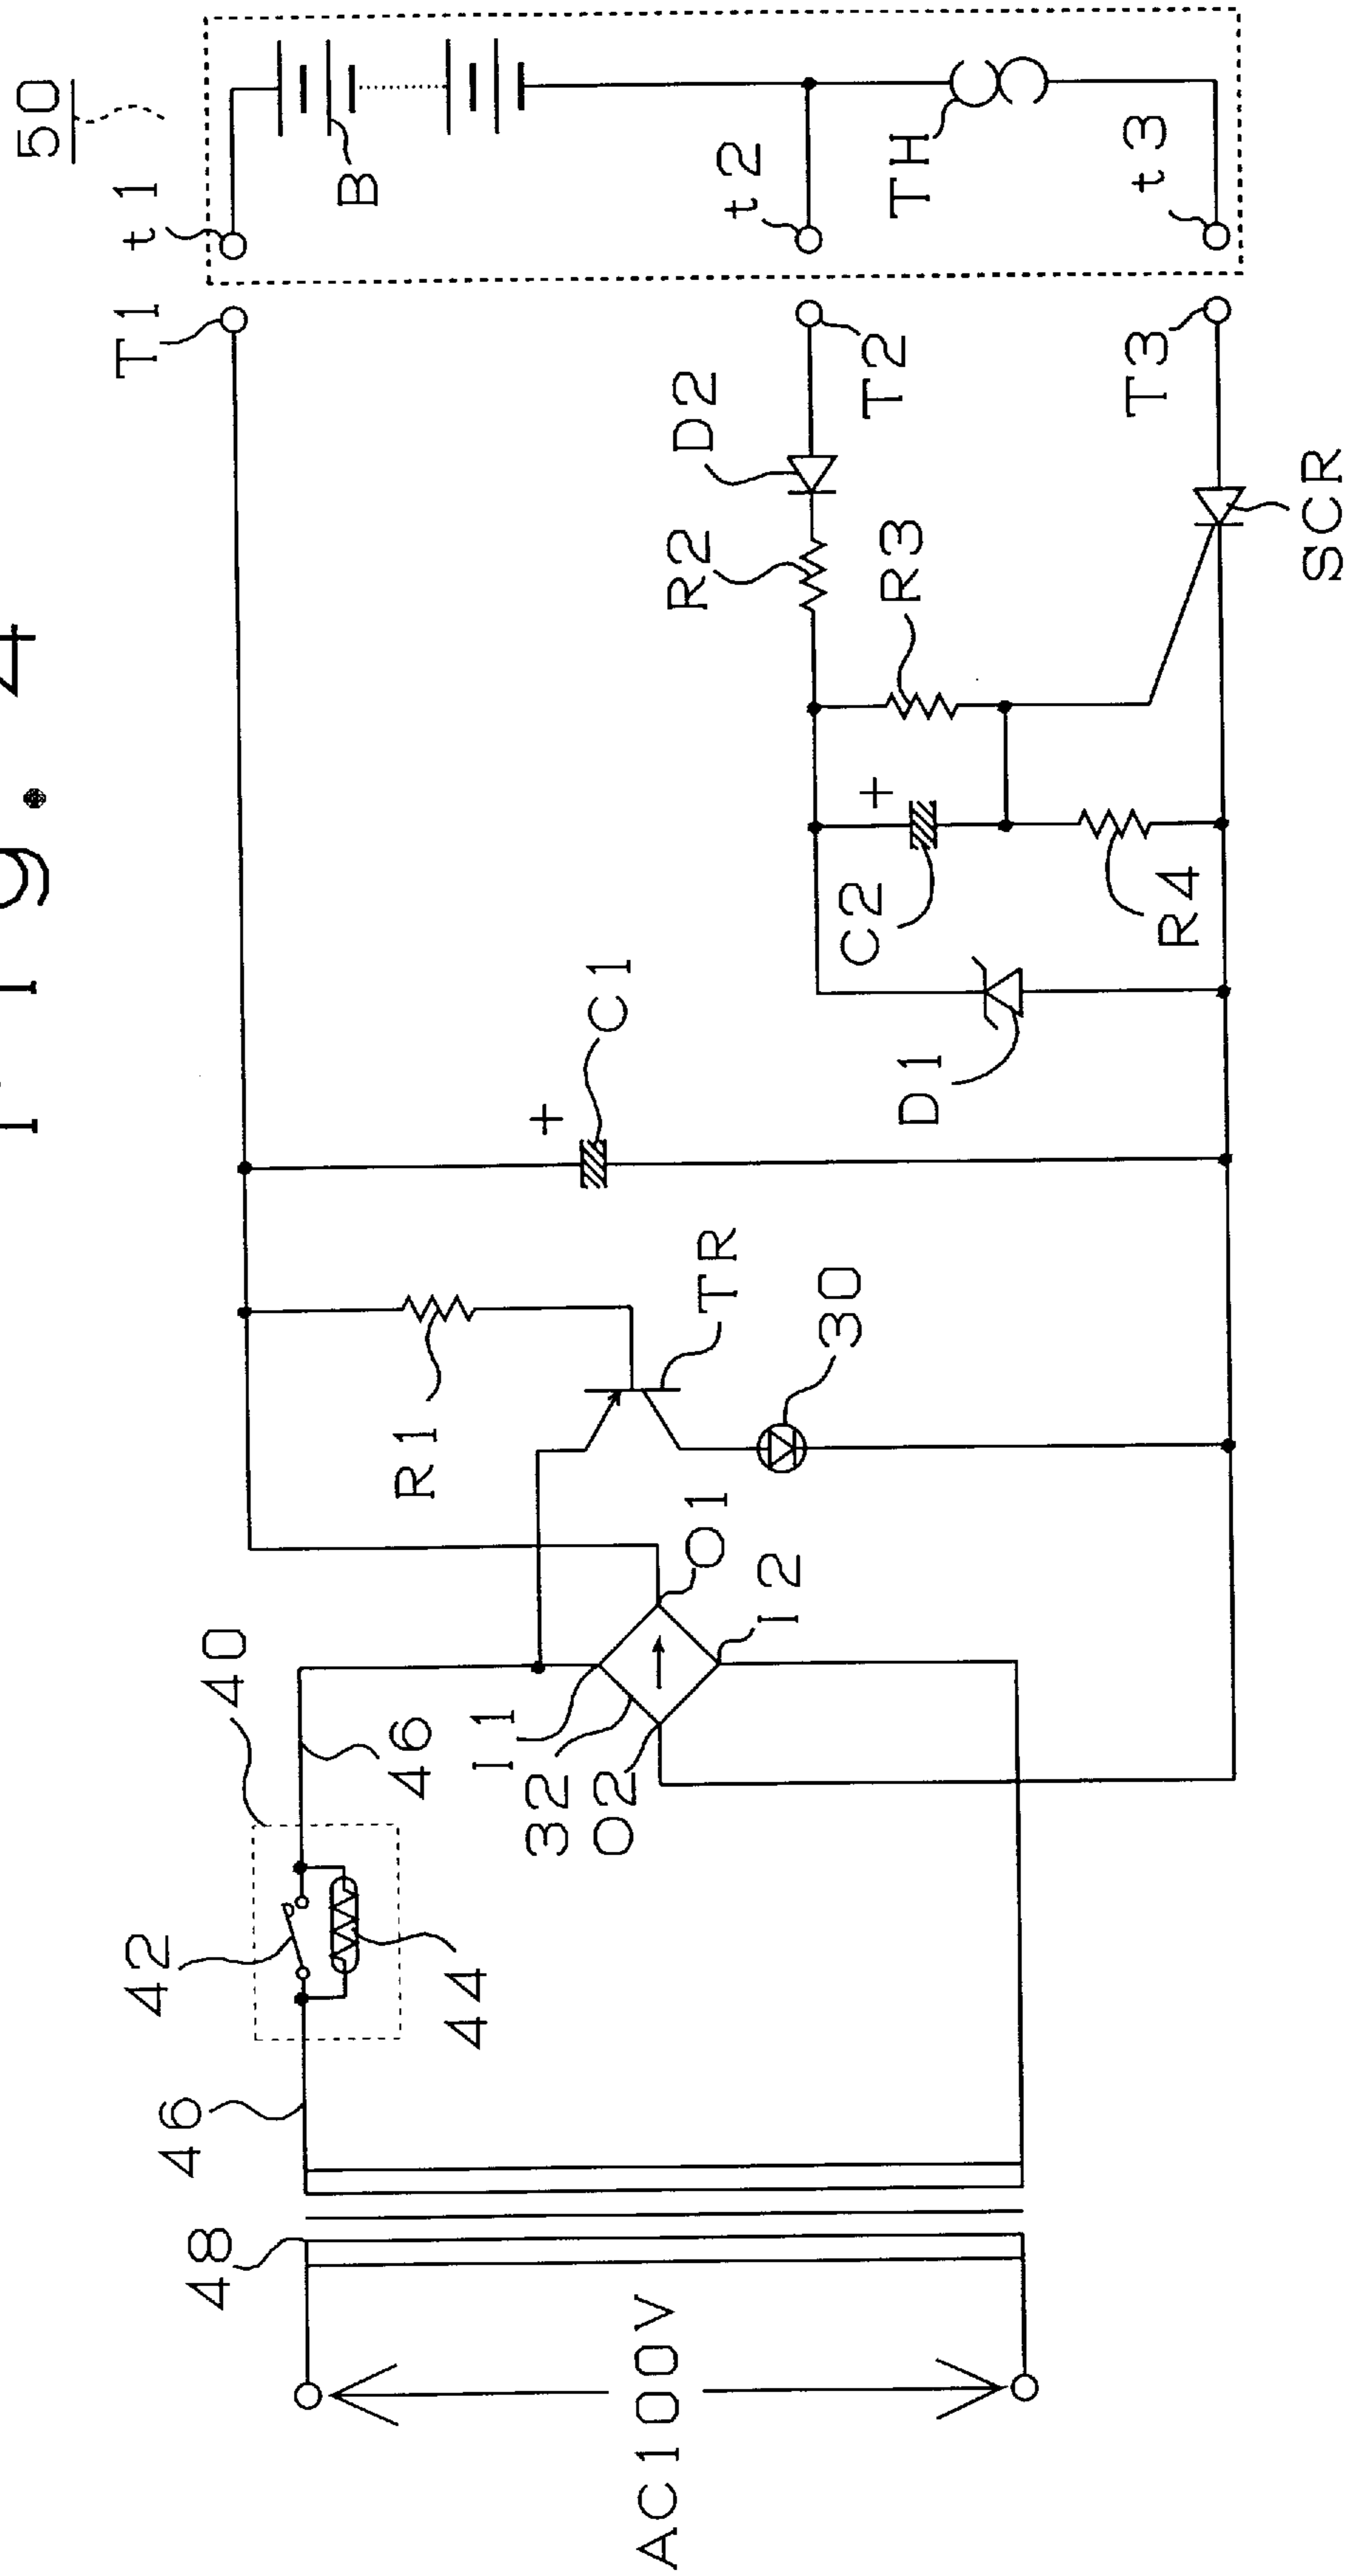 Fig. 4
50
42
T1
t1
46
48
40
B
46
R1
44
I1
32
O2
C1
+
AC100V
R2
D2
O1
TR
t2
I2
30
C2
+
T2
R3
TH
D1
T3
t3
R4
SCR